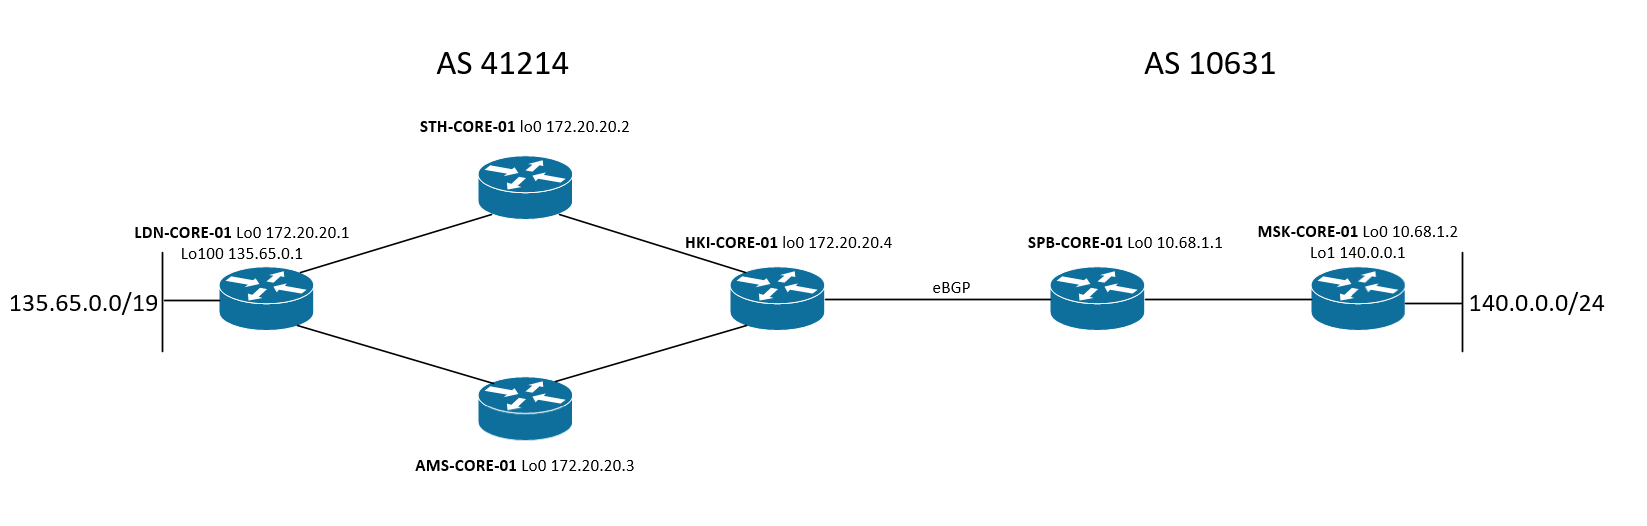 AS 41214
AS 10631
STH-CORE-01 lo0 172.20.20.2
LDN-CORE-01 Lo0 172.20.20.1
Lo100 135.65.0.1
HKI-CORE-01 lo0 172.20.20.4
SPB-CORE-01 Lo0 10.68.1.1
MSK-CORE-01 Lo0 10.68.1.2
Lo1 140.0.0.1
135.65.0.0/19
eBGP
140.0.0.0/24
AMS-CORE-01 Lo0 172.20.20.3